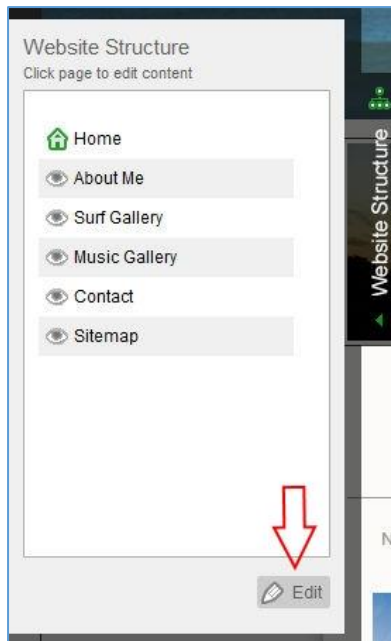 Website Structure
Click page to edit content
Home
About Me
Surf Gallery
Music Gallery
Contact
Sitemap
Edit
Website Structure
N